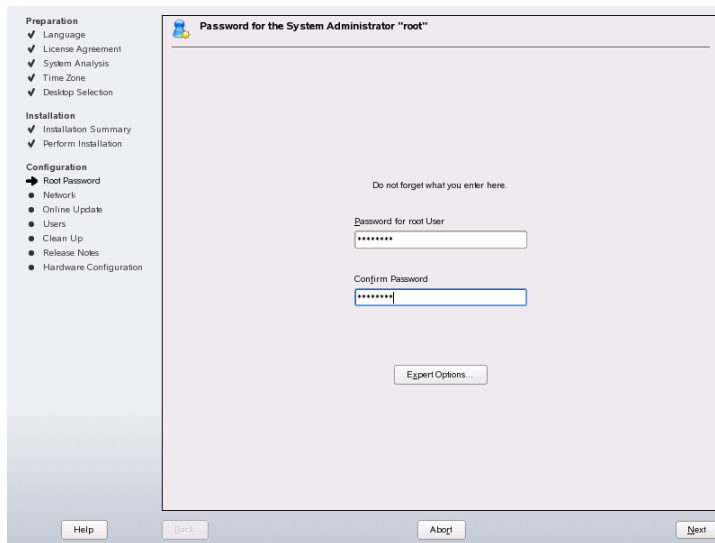 Preparation
Language
License Agreement
System Analysis
Time Zone
Desktop Selection
Installation
Installation Summary
Perform Installation
Configuration
Root Password
Network
Online Update
Users
Clean Up
Release Notes
Hardware Configuration
Password for the System Administrator "root"
Do not forget what you enter here.
Password for root User
********
Confirm Password
********
Expert Options...
Help
Back
Abort
Next